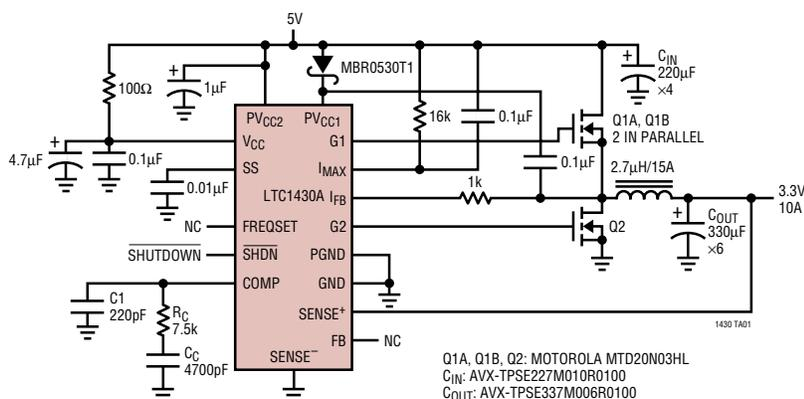 5V
MBR0530T1
+
CIN
220µF
×4
100Ω
+
1µF
16k
0.1µF
Q1A, Q1B
2 IN PARALLEL
PVCC2
PVCC1
G1
4.7µF
+
0.1µF
VCC
0.01µF
SS
IMAX
0.1µF
2.7µH/15A
LTC1430A
IFB
1k
3.3V
10A
NC
FREQSET
G2
Q2
+
COUT
330µF
×6
SHUTDOWN
SHDN
PGND
COMP
GND
C1
220pF
RC
7.5k
SENSE+
1430 TA01
FB
NC
CC
4700pF
SENSE–
Q1A, Q1B, Q2: MOTOROLA MTD20N03HL
CIN: AVX-TPSE227M010R0100
COUT: AVX-TPSE337M006R0100